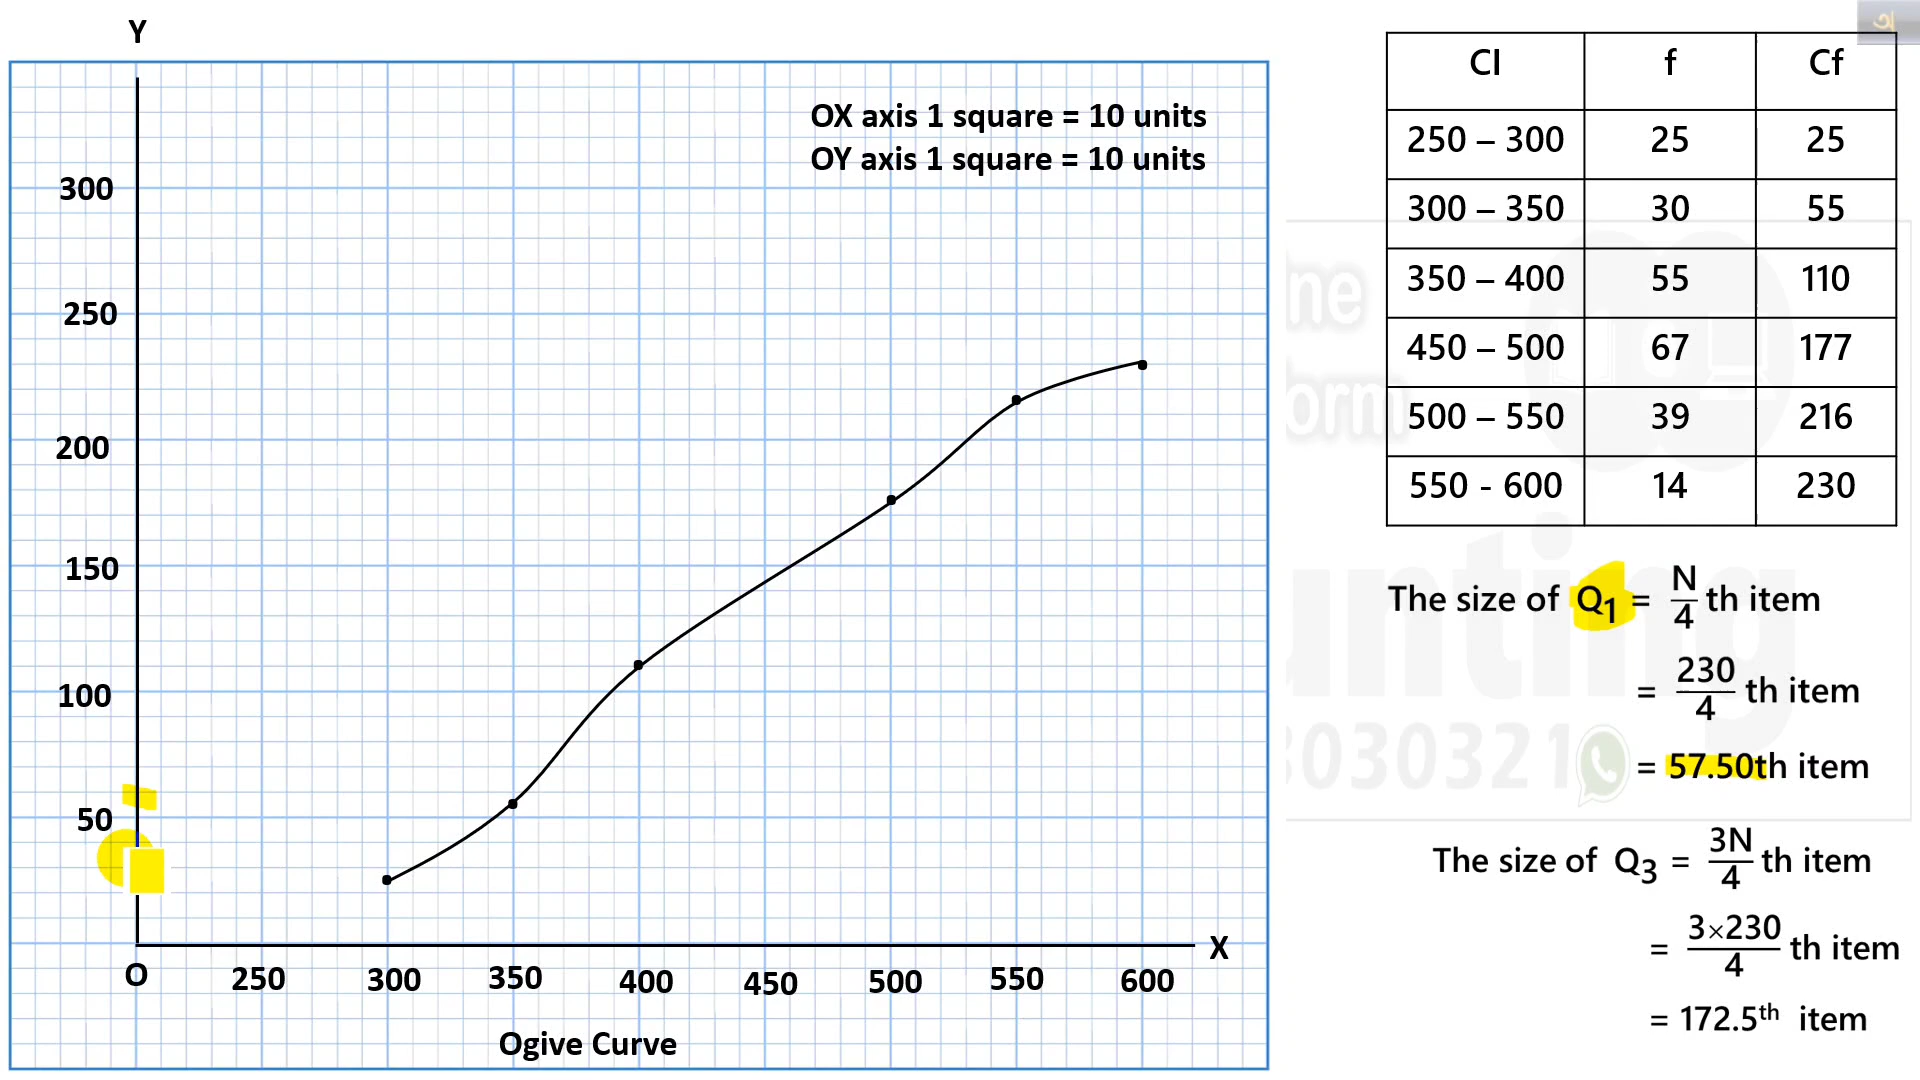 Y
OX axis 1 square = 10 units
OY axis 1 square = 10 units
300
250
200
150
100
50
X
O 250 300 350 400 450 500 550 600
Ogive Curve
অ
CI f Cf
250 – 300 25 25
300 – 350 30 55
350 – 400 55 110
450 – 500 67 177
500 – 550 39 216
550 - 600 14 230
The size of Q₁ = N/4 th item
= 230/4 th item
= 57.50th item
The size of Q₃ = 3N/4 th item
= 3×230/4 th item
= 172.5ᵗʰ item